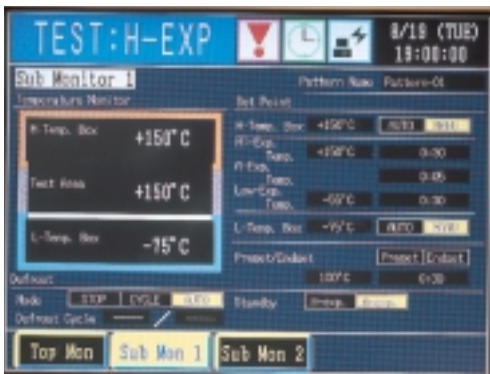 TEST:H-EXP
8/19 (TUE)
19:00:00
Sub Monitor 1
Pattern Name Pattern-01
Temperature Monitor
Set Point
H-Temp. Box +150°C
H-Temp. Box +150°C AUTO
Temp. +150°C 0:30
Temp. 0:05
Test Area +150°C
Low-Exp. Temp. -65°C 0:30
L-Temp. Box -75°C
L-Temp. Box -75°C AUTO
Preset/Endset Preset Endset
100°C 0:30
Defrost
Mode STOP CYCLE AUTO
Standby
Defrost Cycle
Top Mon Sub Mon 1 Sub Mon 2